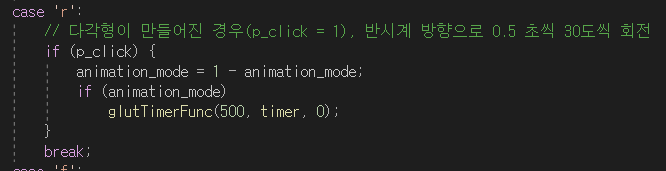 case 'r':
// 다각형이 만들어진 경우(p_click = 1), 반시계 방향으로 0.5 초씩 30도씩 회전
if (p_click) {
animation_mode = 1 - animation_mode;
if (animation_mode)
glutTimerFunc(500, timer, 0);
}
break;
case 'f':